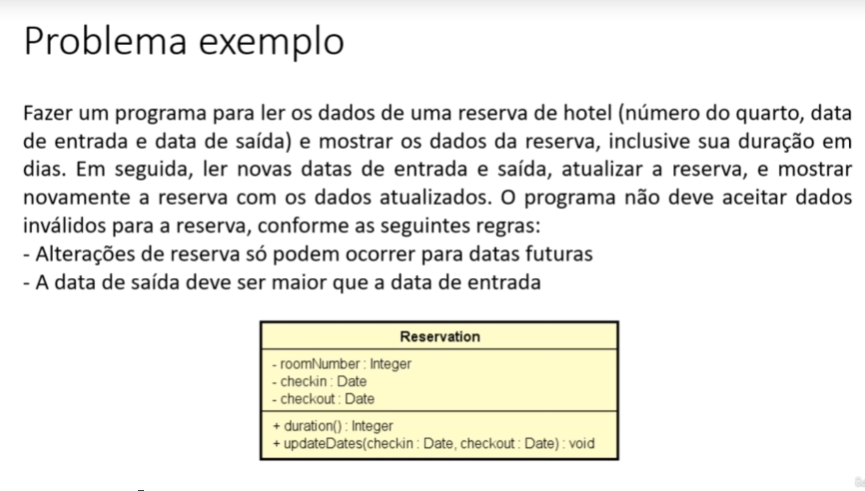 Problema exemplo
Fazer um programa para ler os dados de uma reserva de hotel (número do quarto, data
de entrada e data de saída) e mostrar os dados da reserva, inclusive sua duração em
dias. Em seguida, ler novas datas de entrada e saída, atualizar a reserva, e mostrar
novamente a reserva com os dados atualizados. O programa não deve aceitar dados
inválidos para a reserva, conforme as seguintes regras:
- Alterações de reserva só podem ocorrer para datas futuras
- A data de saída deve ser maior que a data de entrada
Reservation
- roomNumber : Integer
- checkin : Date
- checkout : Date
+ duration() : Integer
+ updateDates(checkin : Date, checkout : Date) : void